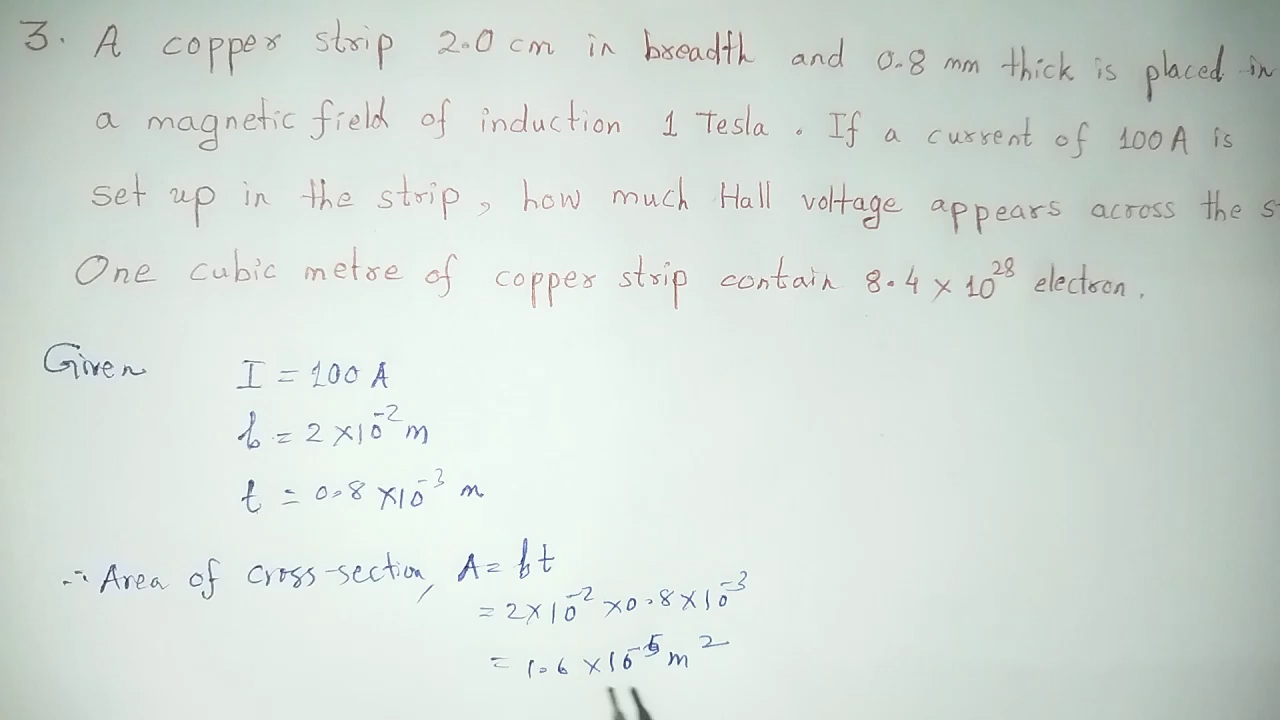 3. A copper strip 2.0 cm in breadth and 0.8 mm thick is placed in
a magnetic field of induction 1 Tesla. If a current of 100 A is
set up in the strip, how much Hall voltage appears across the
One cubic metre of copper strip contain 8.4 × 10²⁸ electron.
Given I = 100 A
b = 2 ×10⁻² m
t = 0.8 ×10⁻³ m
∴ Area of cross-section, A = bt
= 2×10⁻² ×0.8×10⁻³
= 1.6 ×10⁻⁵ m²